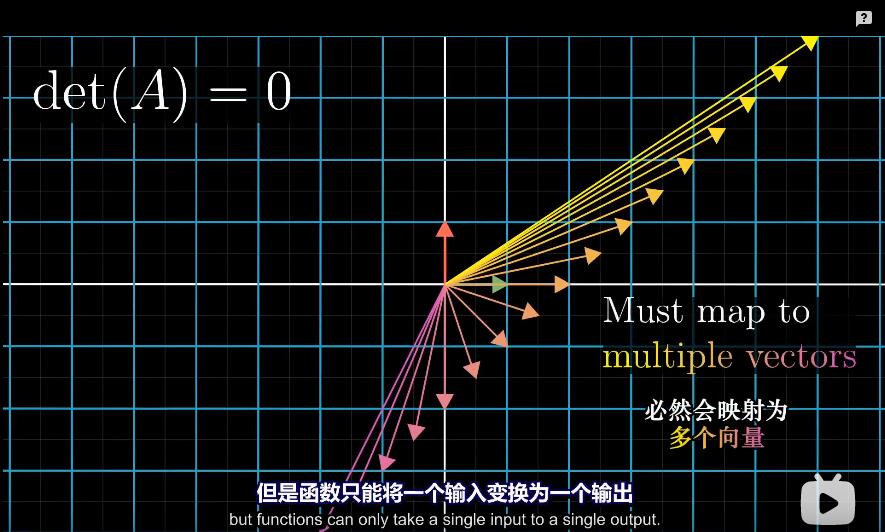 ?
det(A) = 0
Must map to
multiple vectors
必然会映射为
多个向量
但是函数只能将一个输入变换为一个输出
but functions can only take a single input to a single output.